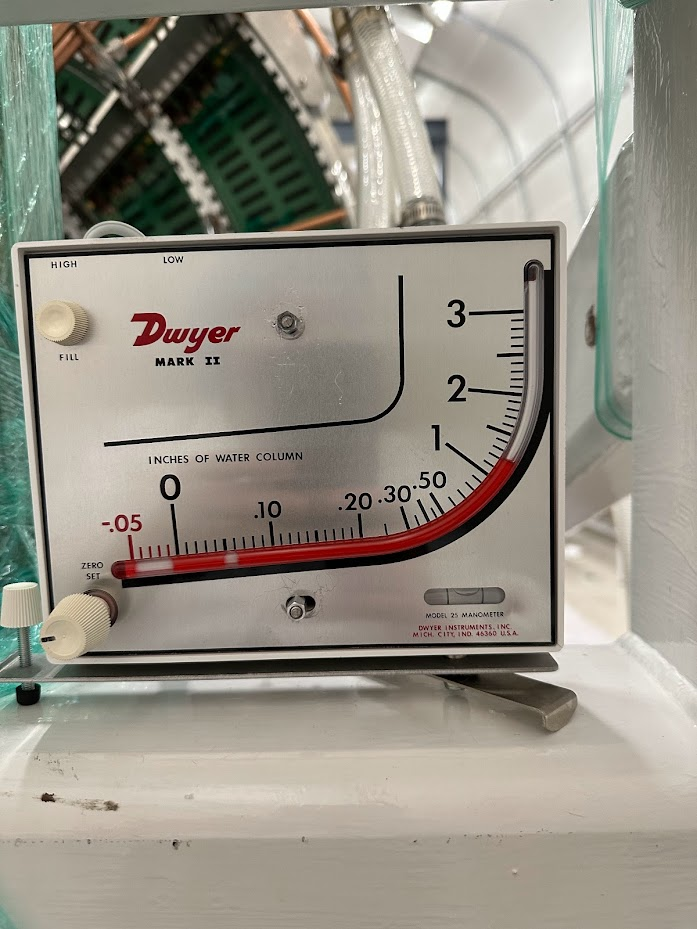 HIGH
LOW
FILL
Dwyer
MARK II
3
2
1
INCHES OF WATER COLUMN
0
-.05
.10
.20
.30
.50
ZERO
SET
MODEL 25 MANOMETER
DWYER INSTRUMENTS, INC.
MICH. CITY, IND. 46360 U.S.A.